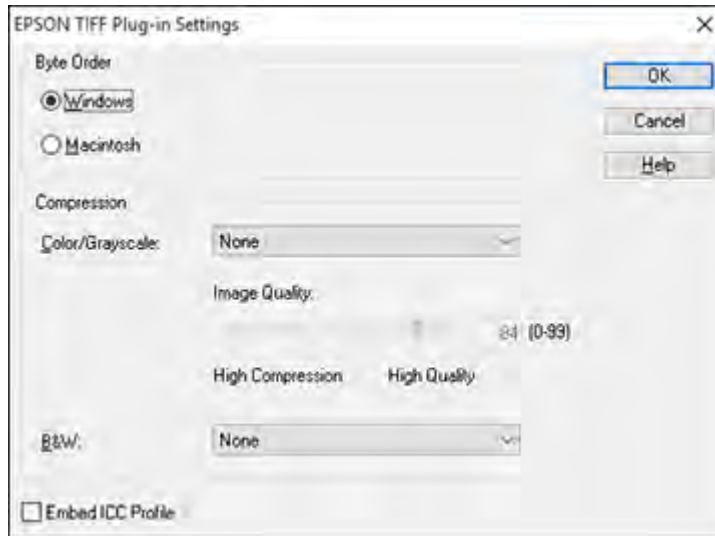 EPSON TIFF Plug-in Settings
Byte Order
Windows
Macintosh
OK
Cancel
Help
Compression
Color/Grayscale: None
Image Quality:
84 (0-99)
High Compression High Quality
B&W: None
Embed ICC Profile